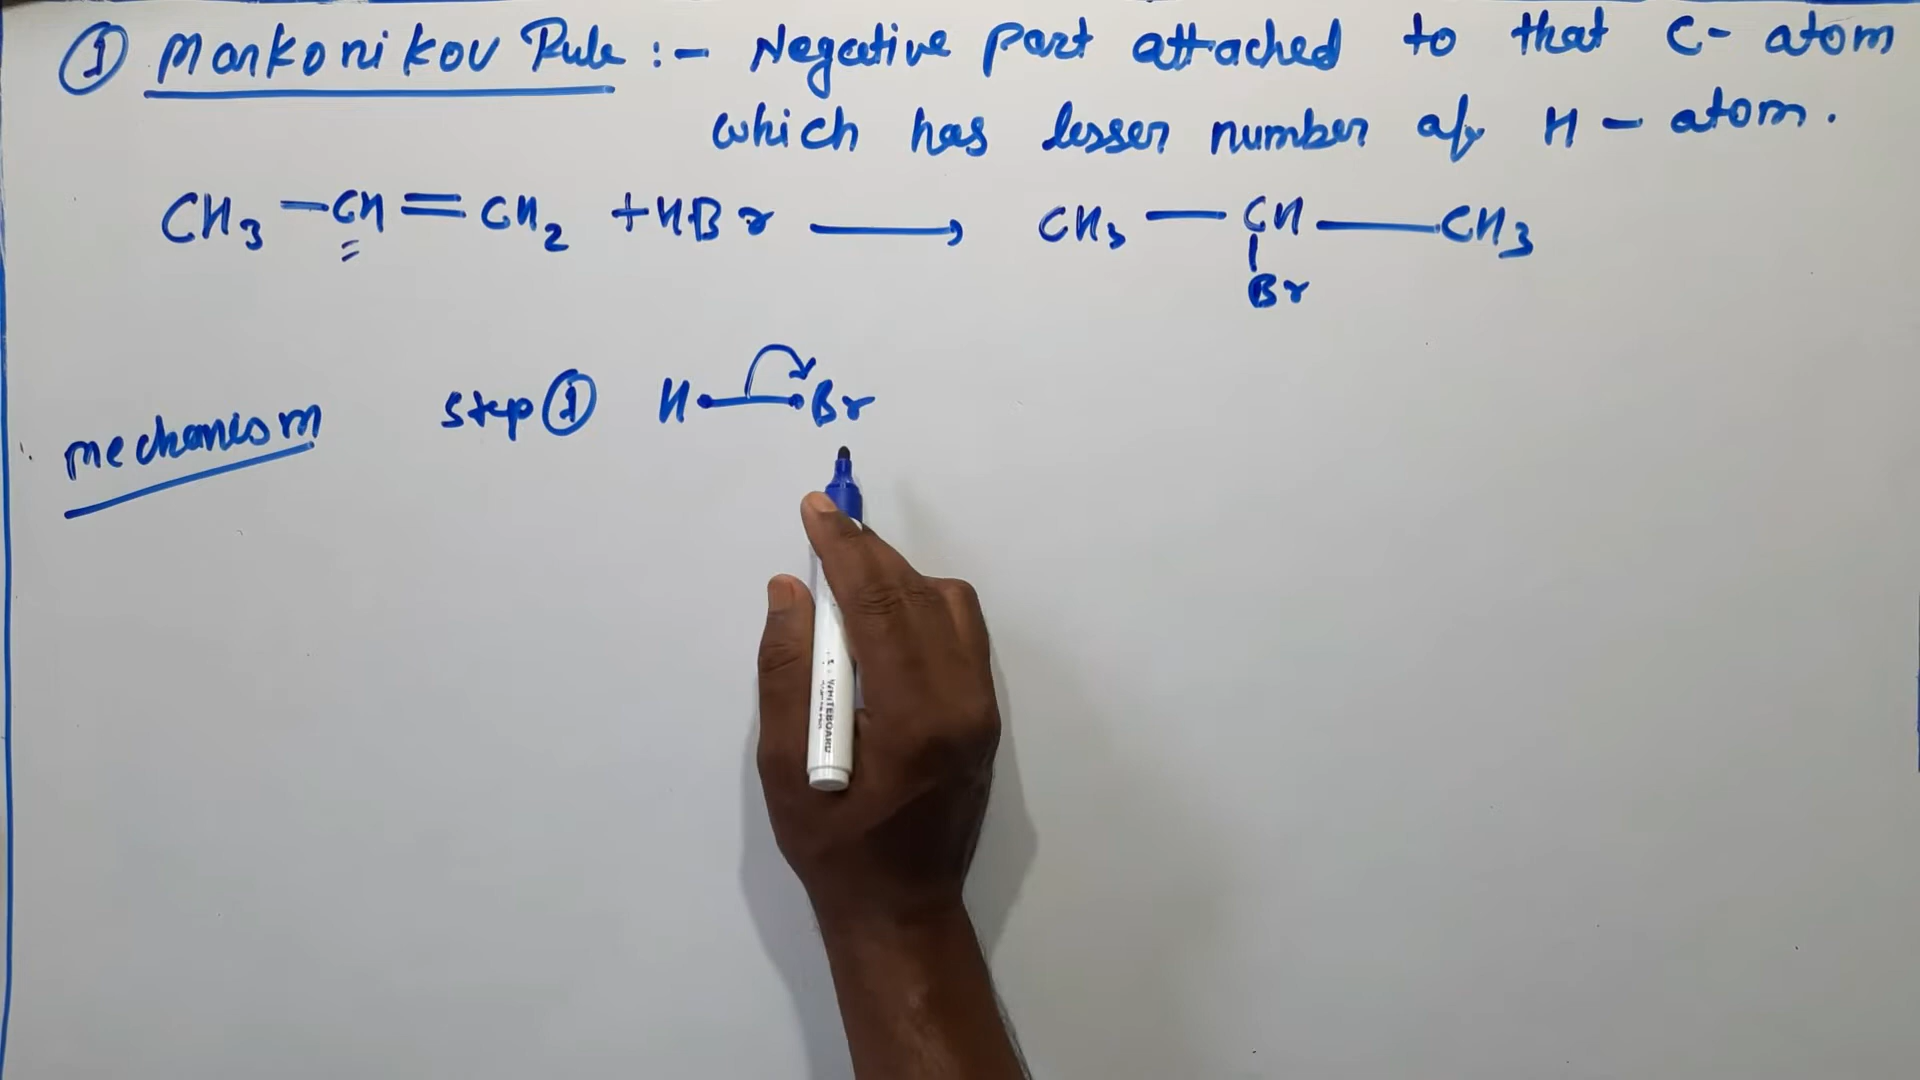 ① Markonikov Rule :- Negative part attached to that C- atom
which has lesser number of H - atom.
CH3 - CH = CH2 + HBr → CH3 - CH - CH3
Br
mechanism Step ① H - Br
WHITEBOARD